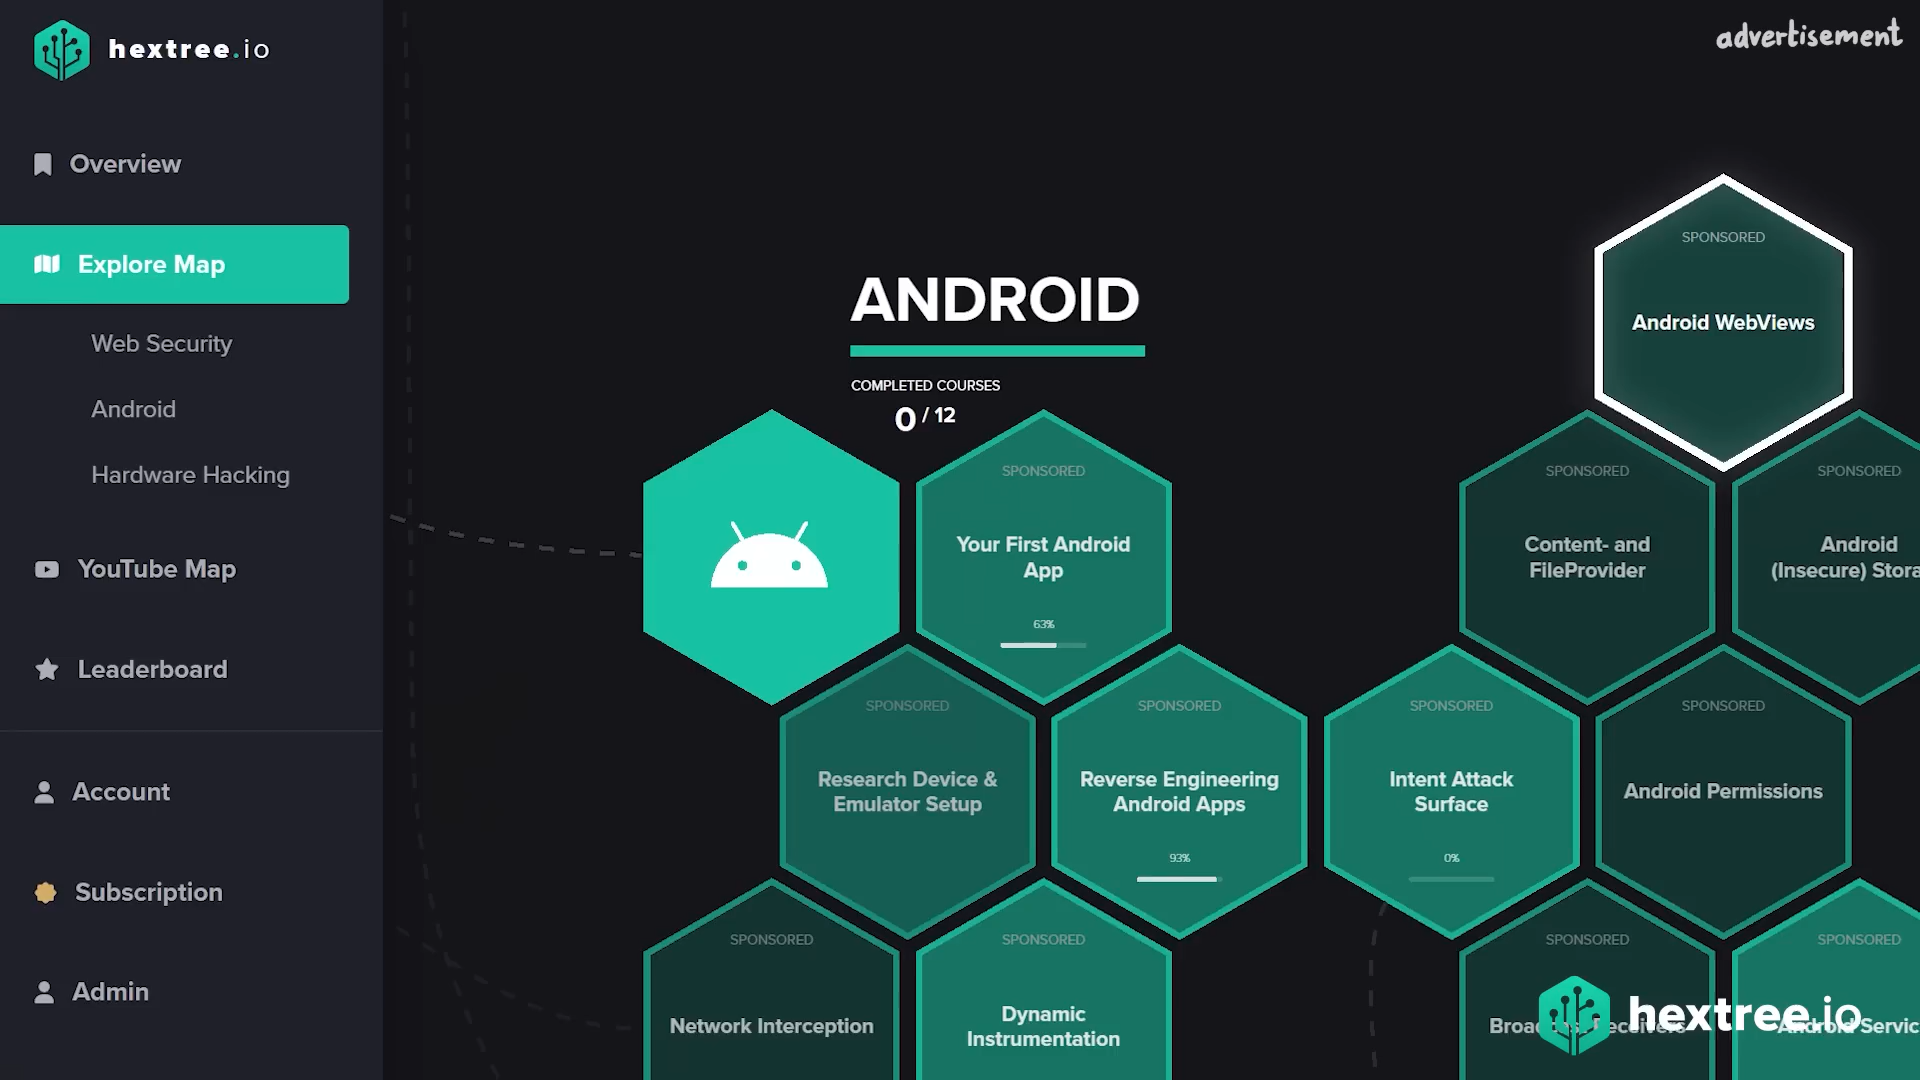 hextree.io
advertisement
Overview
Explore Map
Web Security
Android
Hardware Hacking
YouTube Map
Leaderboard
Account
Subscription
Admin
ANDROID
COMPLETED COURSES
0 / 12
SPONSORED
Android WebViews
SPONSORED
Your First Android
App
63%
SPONSORED
Content- and
FileProvider
SPONSORED
Android
(Insecure) Stora
SPONSORED
Research Device &
Emulator Setup
SPONSORED
Reverse Engineering
Android Apps
93%
SPONSORED
Intent Attack
Surface
0%
SPONSORED
Android Permissions
SPONSORED
Network Interception
SPONSORED
Dynamic
Instrumentation
SPONSORED
SPONSORED
Android Servic
hextree.io